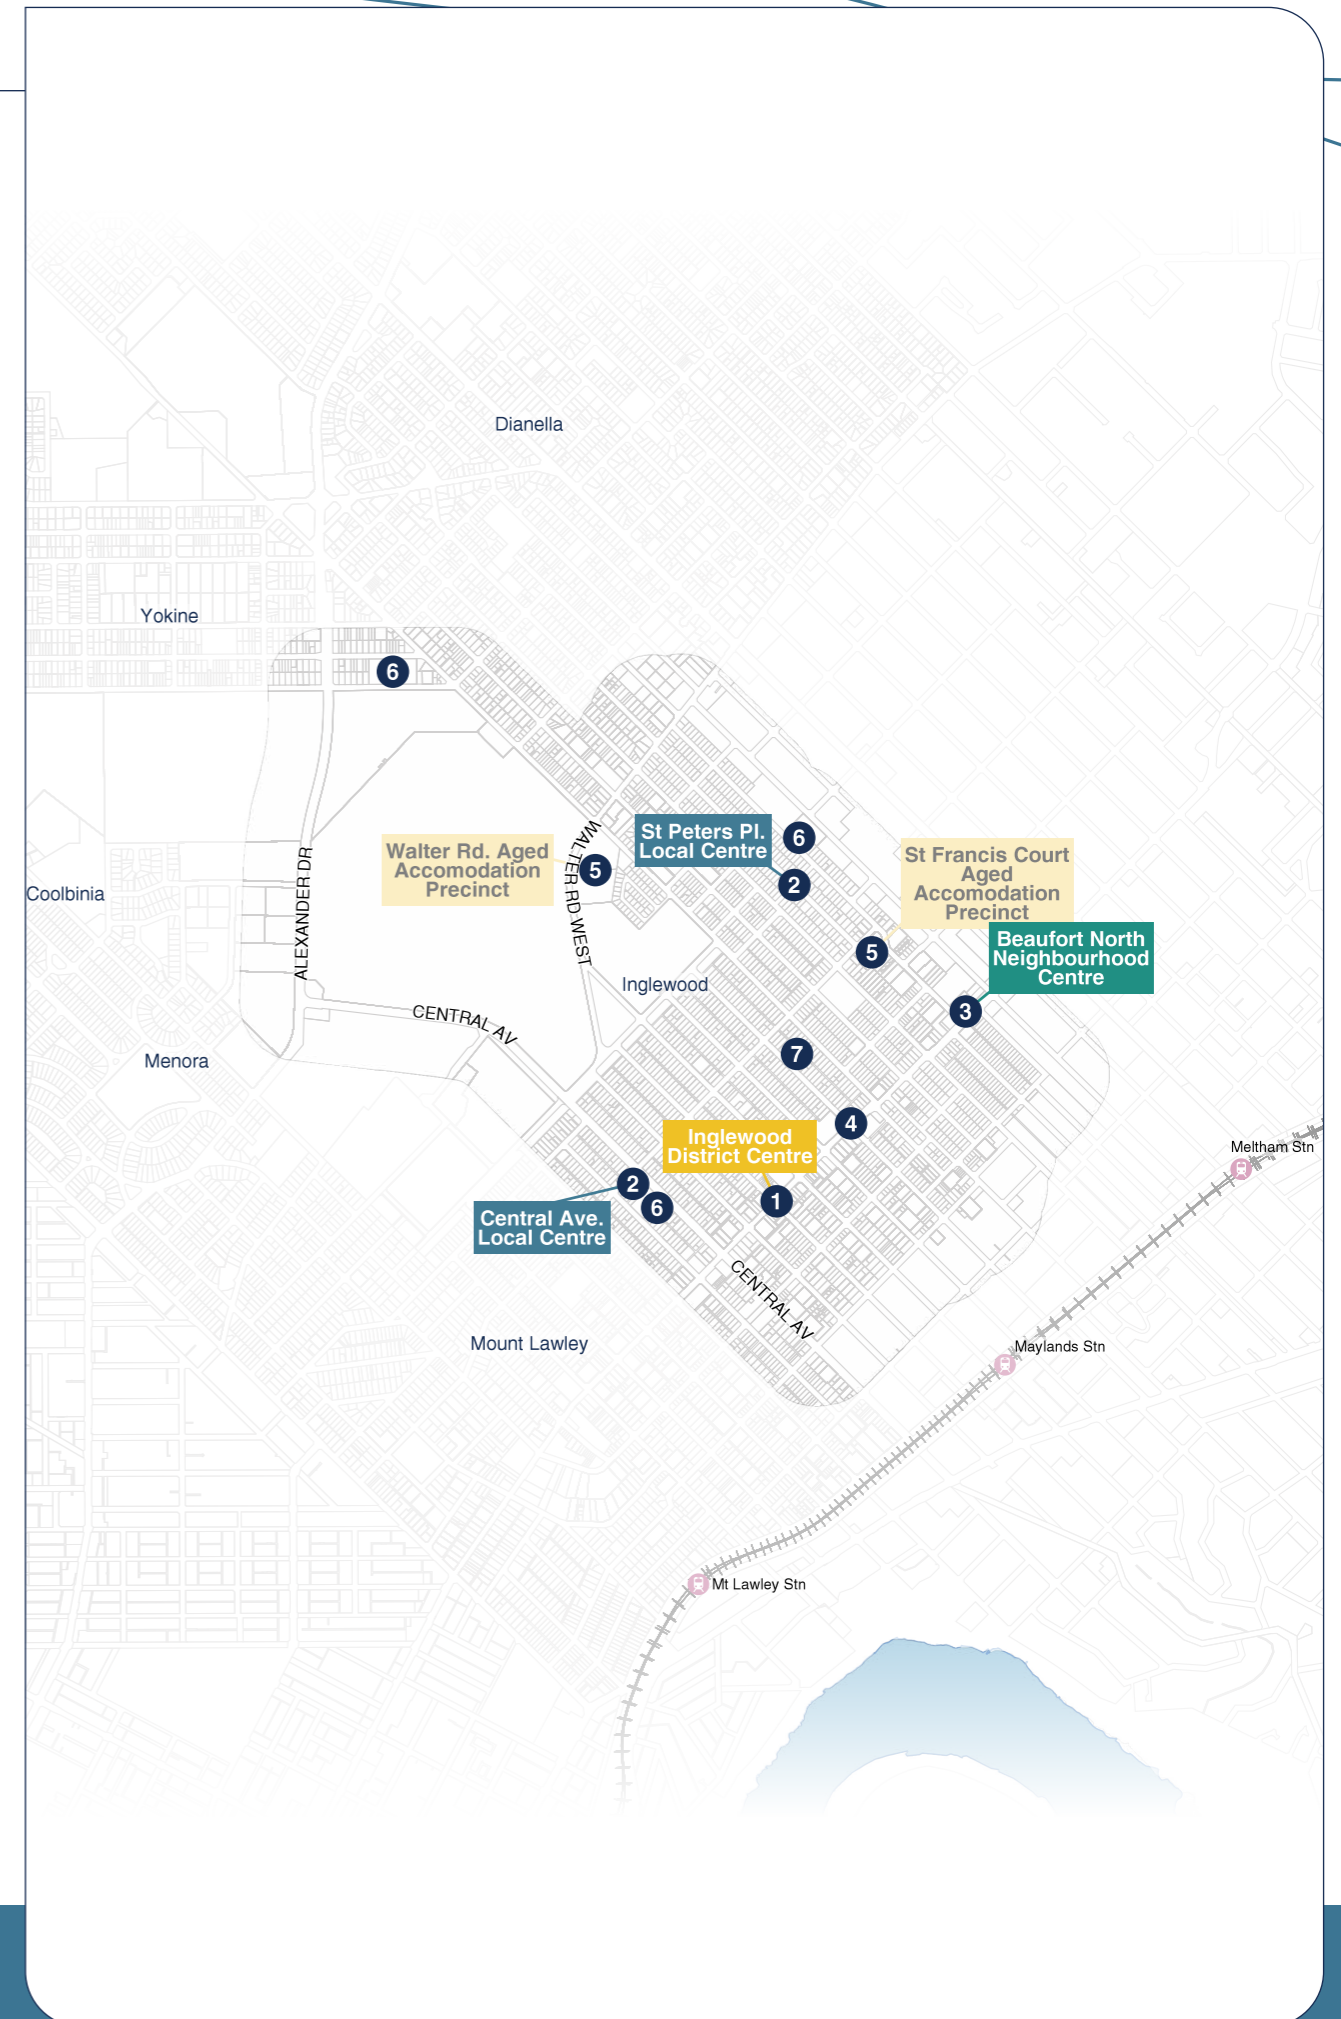 Dianella
Yokine
6
WALTER RD WEST
St Peters Pl.
Local Centre
6
Walter Rd. Aged
Accomodation
Precinct
5
2
St Francis Court
Aged
Accomodation
Precinct
ALEXANDER DR
Coolbinia
5
Beaufort North
Neighbourhood
Centre
Inglewood
3
CENTRAL AV
Menora
7
4
Inglewood
District Centre
Meltham Stn
2
6
1
Central Ave.
Local Centre
CENTRAL AV
Mount Lawley
Maylands Stn
Mt Lawley Stn